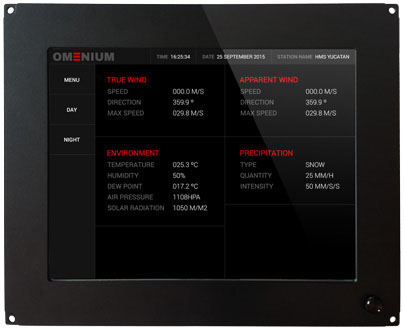 OMENIUM
TIME 16:25:34 DATE 25 SEPTEMBER 2015 STATION NAME HMS YUCATAN
MENU
DAY
NIGHT
TRUE WIND
SPEED 000.0 M/S
DIRECTION 359.9 º
MAX SPEED 029.8 M/S
APPARENT WIND
SPEED 000.0 M/S
DIRECTION 359.9 º
MAX SPEED 029.8 M/S
ENVIRONMENT
TEMPERATURE 025.3 ºC
HUMIDITY 50%
DEW POINT 017.2 ºC
AIR PRESSURE 1108HPA
SOLAR RADIATION 1050 M/M2
PRECIPITATION
TYPE SNOW
QUANTITY 25 MM/H
INTENSITY 50 MM/S/S